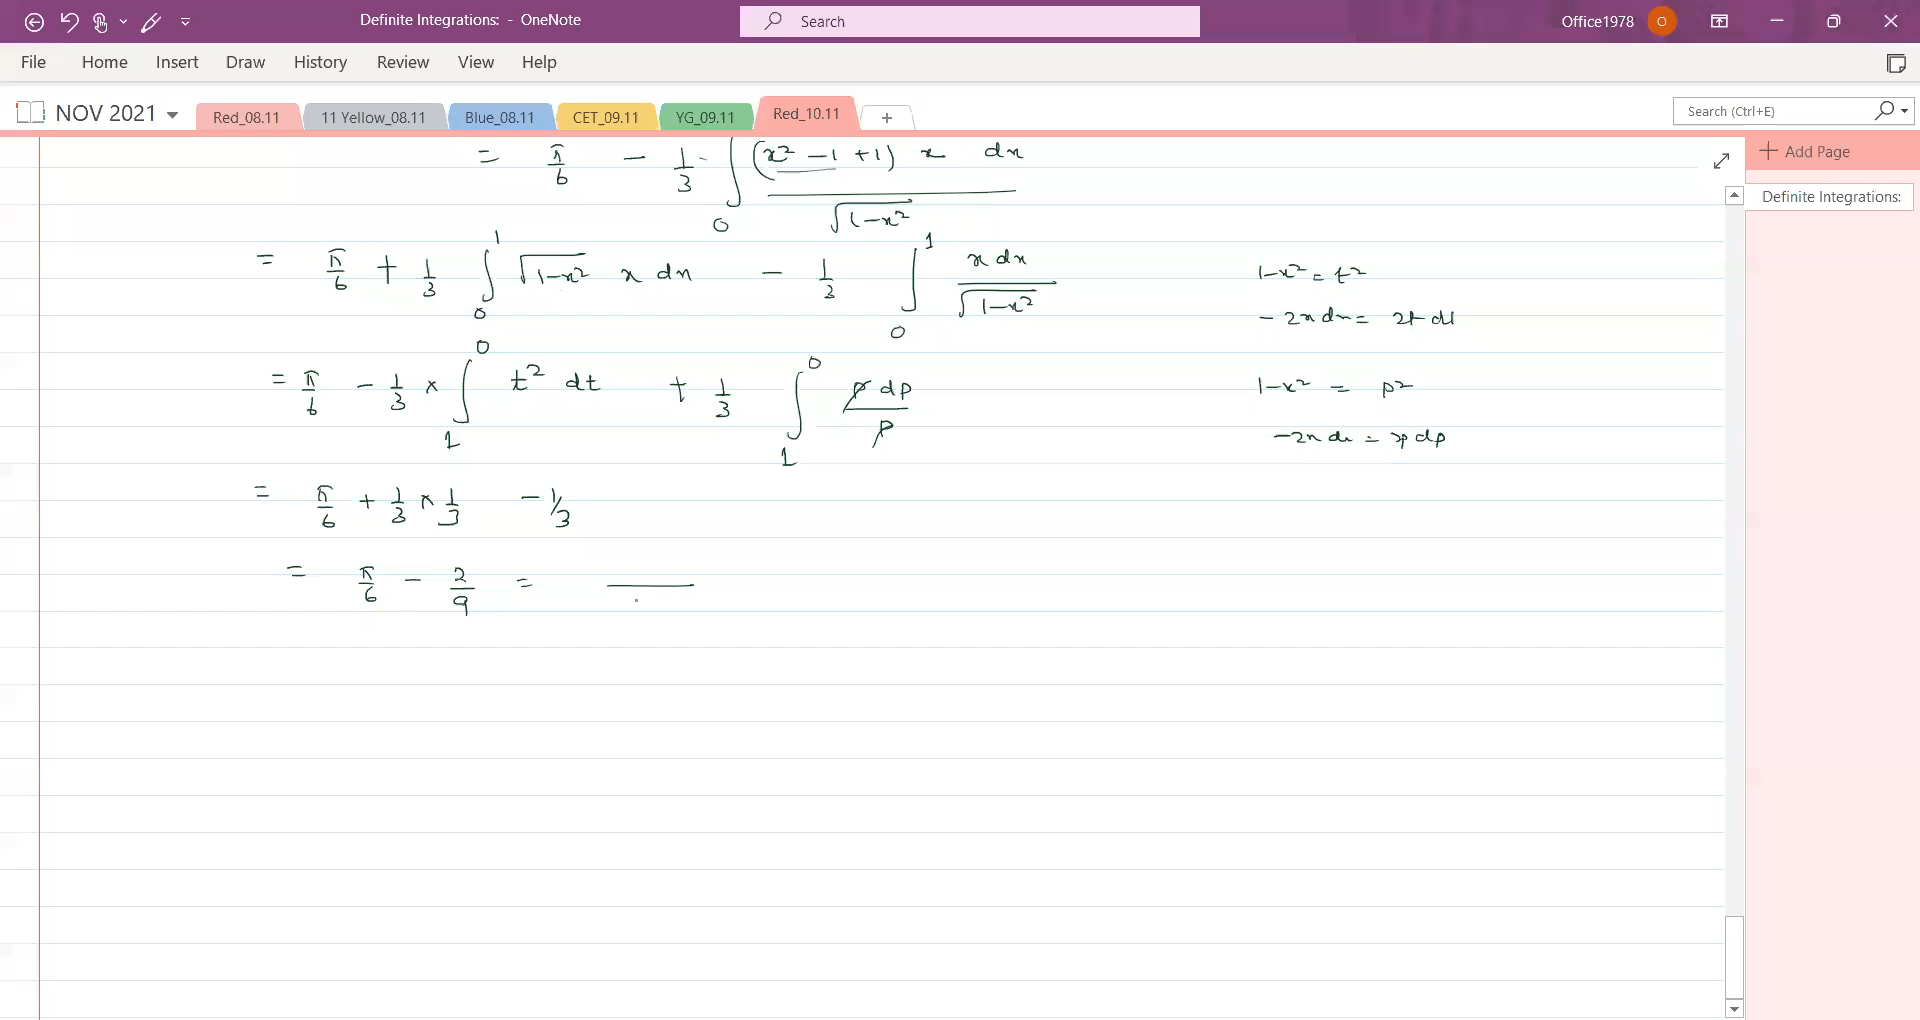 Definite Integrations: - OneNote
Search
Office1978
O
File Home Insert Draw History Review View Help
NOV 2021
Red_08.11
11 Yellow_08.11
Blue_08.11
CET_09.11
YG_09.11
Red_10.11
+
Search (Ctrl+E)
+ Add Page
Definite Integrations:
= π/6 - 1/3 ∫₀ (x² - 1 + 1) x dx / √(1-x²)
= π/6 + 1/3 ∫₀¹ √(1-x²) x dx - 1/3 ∫₀¹ x dx / √(1-x²)
1-x² = t²
-2x dx = 2t dt
= π/6 - 1/3 × ∫₁⁰ t² dt + 1/3 ∫₁⁰ p dp / p
1-x² = p²
-2x dx = 2p dp
= π/6 + 1/3 × 1/3 - 1/3
= π/6 - 2/9 =